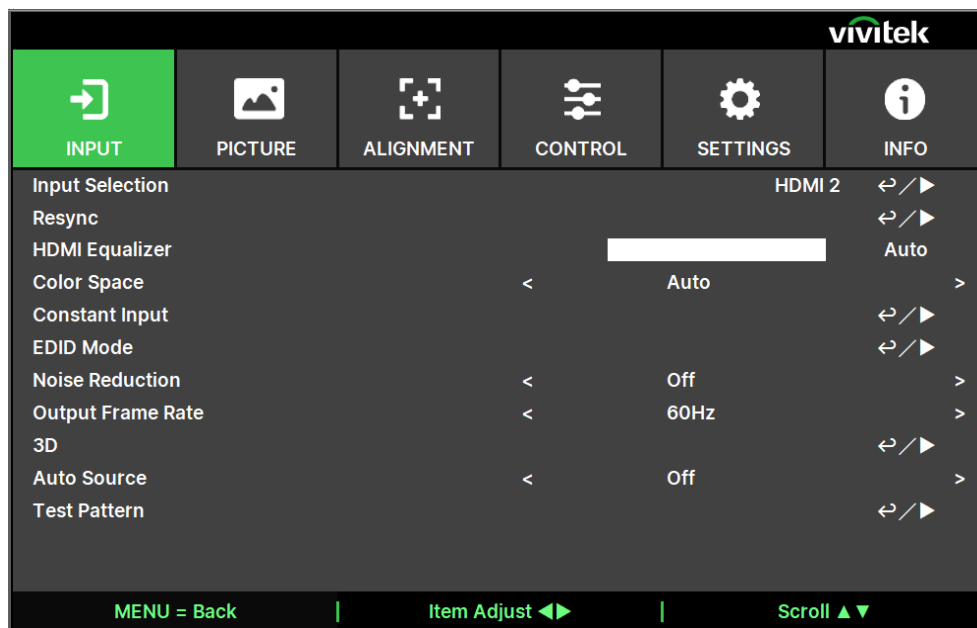 vivitek
INPUT PICTURE ALIGNMENT CONTROL SETTINGS INFO
Input Selection HDMI 2 ↩/▶
Resync ↩/▶
HDMI Equalizer Auto
Color Space < Auto >
Constant Input ↩/▶
EDID Mode ↩/▶
Noise Reduction < Off >
Output Frame Rate < 60Hz >
3D ↩/▶
Auto Source < Off >
Test Pattern ↩/▶
MENU = Back | Item Adjust ◀▶ | Scroll ▲▼